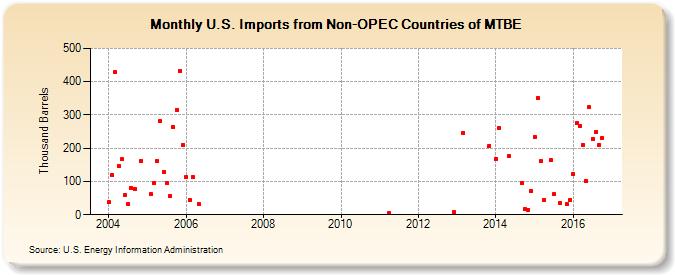 Monthly U.S. Imports from Non-OPEC Countries of MTBE
Thousand Barrels
500
400
300
200
100
0
2004 2006 2008 2010 2012 2014 2016
Source: U.S. Energy Information Administration